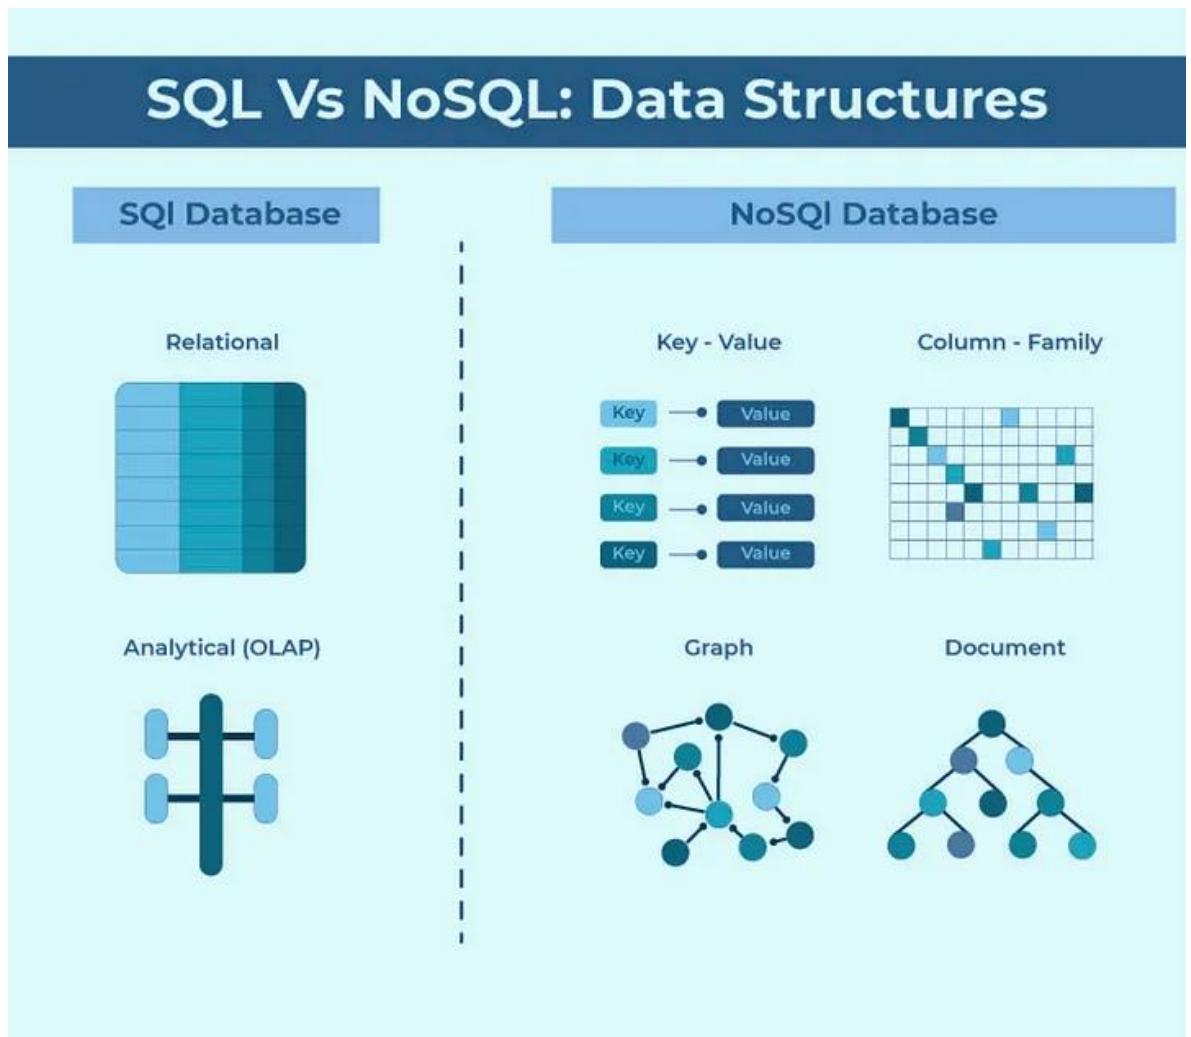 SQL Vs NoSQL: Data Structures
SQl Database
Relational
Analytical (OLAP)
NoSQl Database
Key - Value
Key Value
Key Value
Key Value
Key Value
Column - Family
Graph
Document